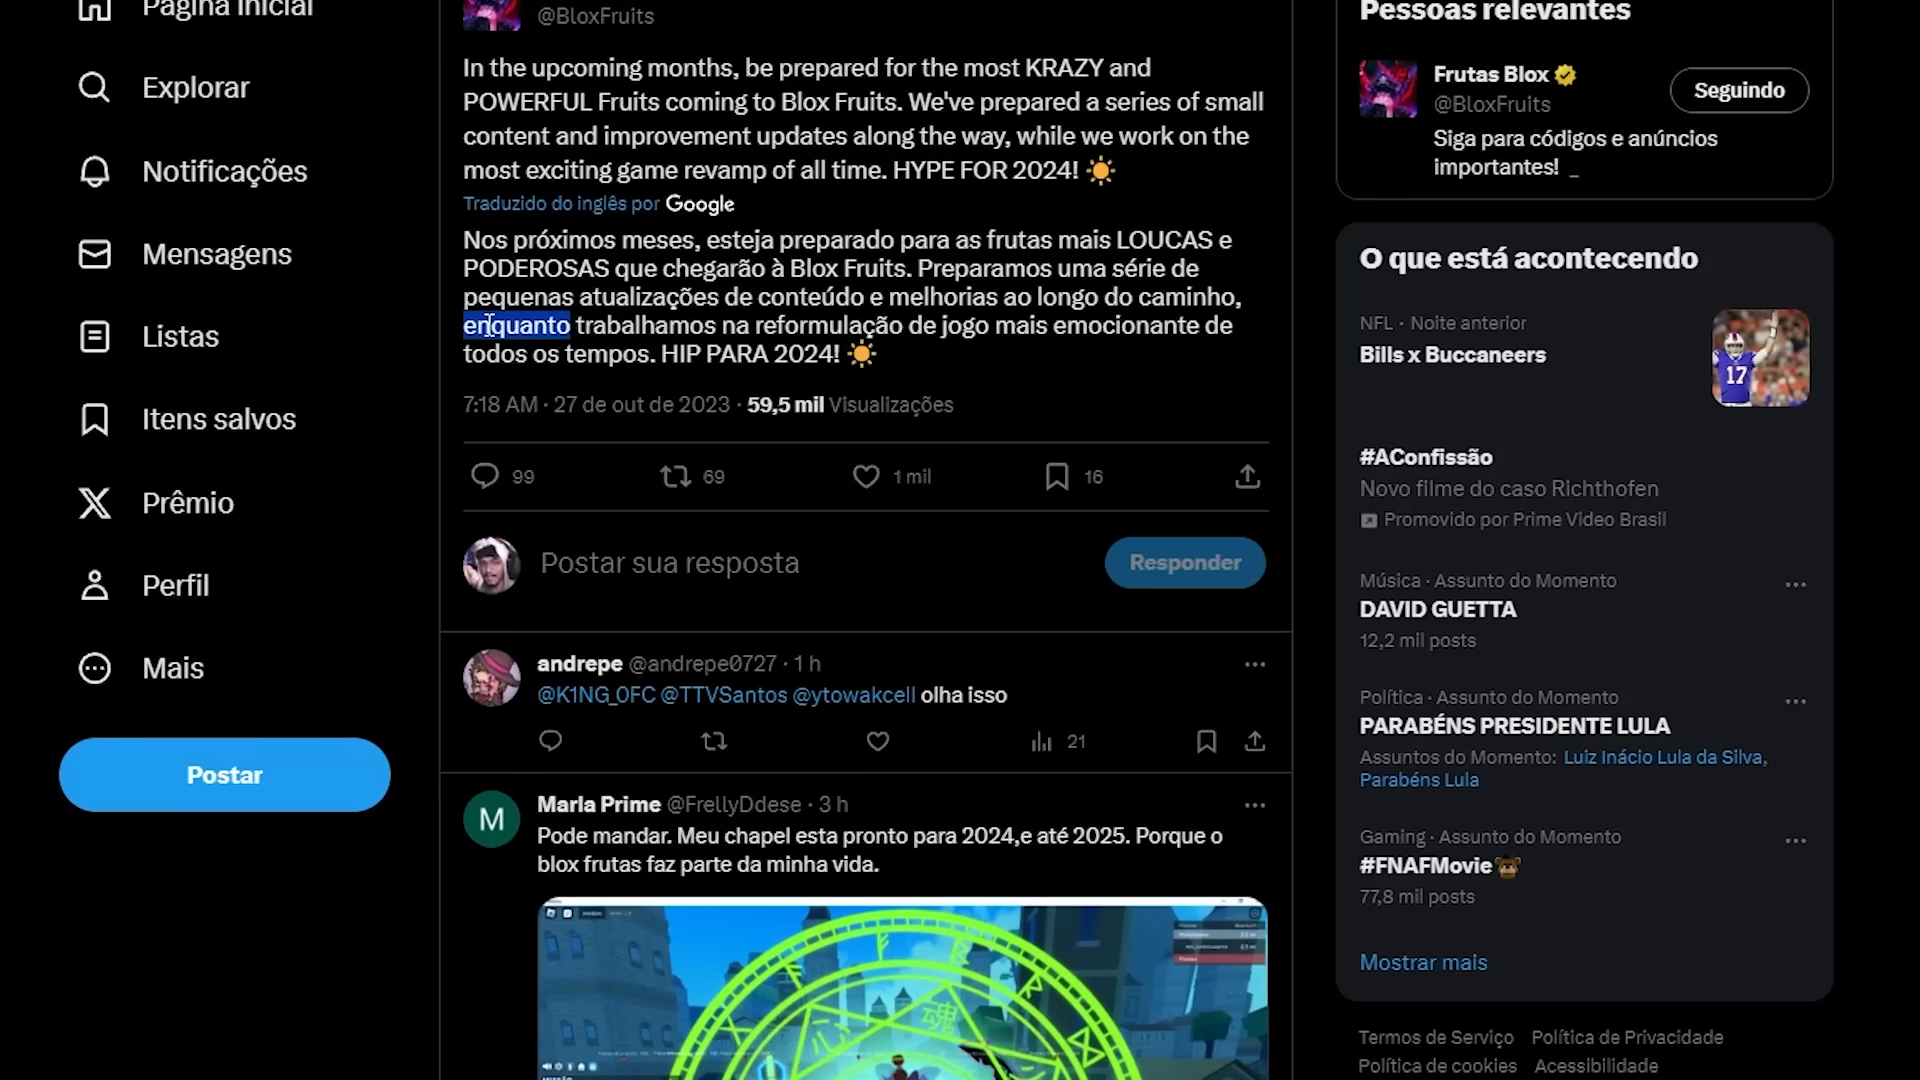 Página Inicial
Explorar
Notificações
Mensagens
Listas
Itens salvos
Prêmio
Perfil
Mais
Postar
@BloxFruits
In the upcoming months, be prepared for the most KRAZY and
POWERFUL Fruits coming to Blox Fruits. We've prepared a series of small
content and improvement updates along the way, while we work on the
most exciting game revamp of all time. HYPE FOR 2024! ☀️
Traduzido do inglês por Google
Nos próximos meses, esteja preparado para as frutas mais LOUCAS e
PODEROSAS que chegarão à Blox Fruits. Preparamos uma série de
pequenas atualizações de conteúdo e melhorias ao longo do caminho,
enquanto trabalhamos na reformulação de jogo mais emocionante de
todos os tempos. HIP PARA 2024! ☀️
7:18 AM · 27 de out de 2023 · 59,5 mil Visualizações
99 69 1 mil 16
Postar sua resposta
Responder
andrepe @andrepe0727 · 1 h
@K1NG_0FC @TTVSantos @ytowakcell olha isso
21
M
Marla Prime @FrellyDdese · 3 h
Pode mandar. Meu chapel esta pronto para 2024,e até 2025. Porque o
blox frutas faz parte da minha vida.
魂
心
Pessoas relevantes
Frutas Blox
@BloxFruits
Seguindo
Siga para códigos e anúncios
importantes! _
O que está acontecendo
NFL · Noite anterior
Bills x Buccaneers
17
#AConfissão
Novo filme do caso Richthofen
Promovido por Prime Video Brasil
Música · Assunto do Momento
DAVID GUETTA
12,2 mil posts
Política · Assunto do Momento
PARABÉNS PRESIDENTE LULA
Assuntos do Momento: Luiz Inácio Lula da Silva,
Parabéns Lula
Gaming · Assunto do Momento
#FNAFMovie
77,8 mil posts
Mostrar mais
Termos de Serviço Política de Privacidade
Política de cookies Acessibilidade